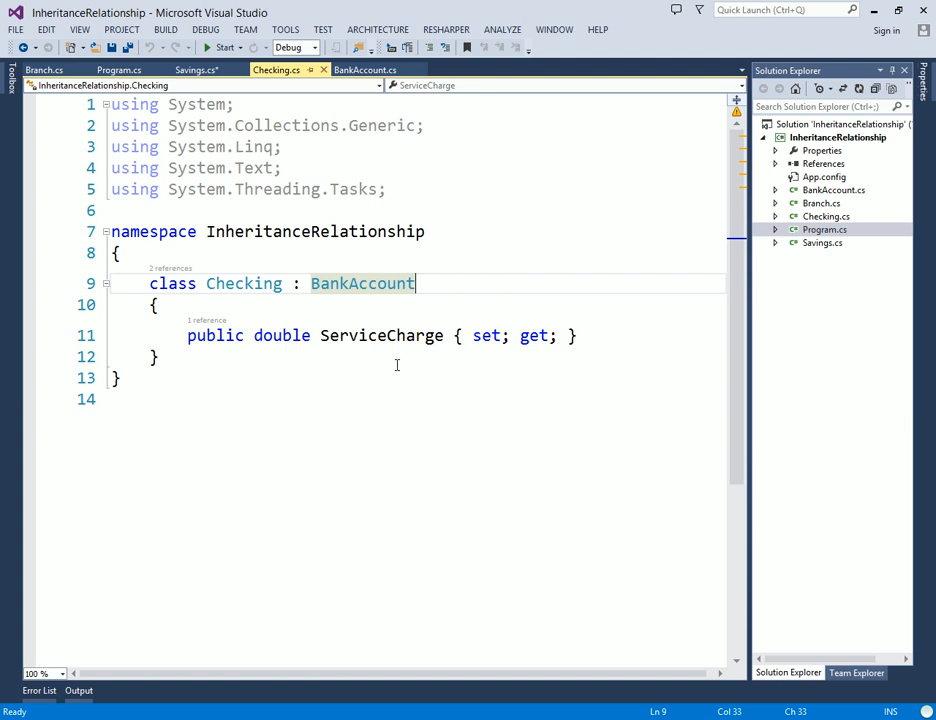 InheritanceRelationship - Microsoft Visual Studio
Quick Launch (Ctrl+Q)
FILE EDIT VIEW PROJECT BUILD DEBUG TEAM TOOLS TEST ARCHITECTURE RESHARPER ANALYZE WINDOW HELP
Sign in
Start Debug
Toolbox
Branch.cs Program.cs Savings.cs* Checking.cs BankAccount.cs
InheritanceRelationship.Checking ServiceCharge
1 using System;
2 using System.Collections.Generic;
3 using System.Linq;
4 using System.Text;
5 using System.Threading.Tasks;
6
7 namespace InheritanceRelationship
8 {
2 references
9 class Checking : BankAccount
10 {
1 reference
11 public double ServiceCharge { set; get; }
12 }
13 }
14
100 %
Solution Explorer
Search Solution Explorer (Ctrl+;)
Solution 'InheritanceRelationship' (
InheritanceRelationship
Properties
References
App.config
BankAccount.cs
Branch.cs
Checking.cs
Program.cs
Savings.cs
Solution Explorer Team Explorer
Properties
Error List Output
Ready Ln 9 Col 33 Ch 33 INS